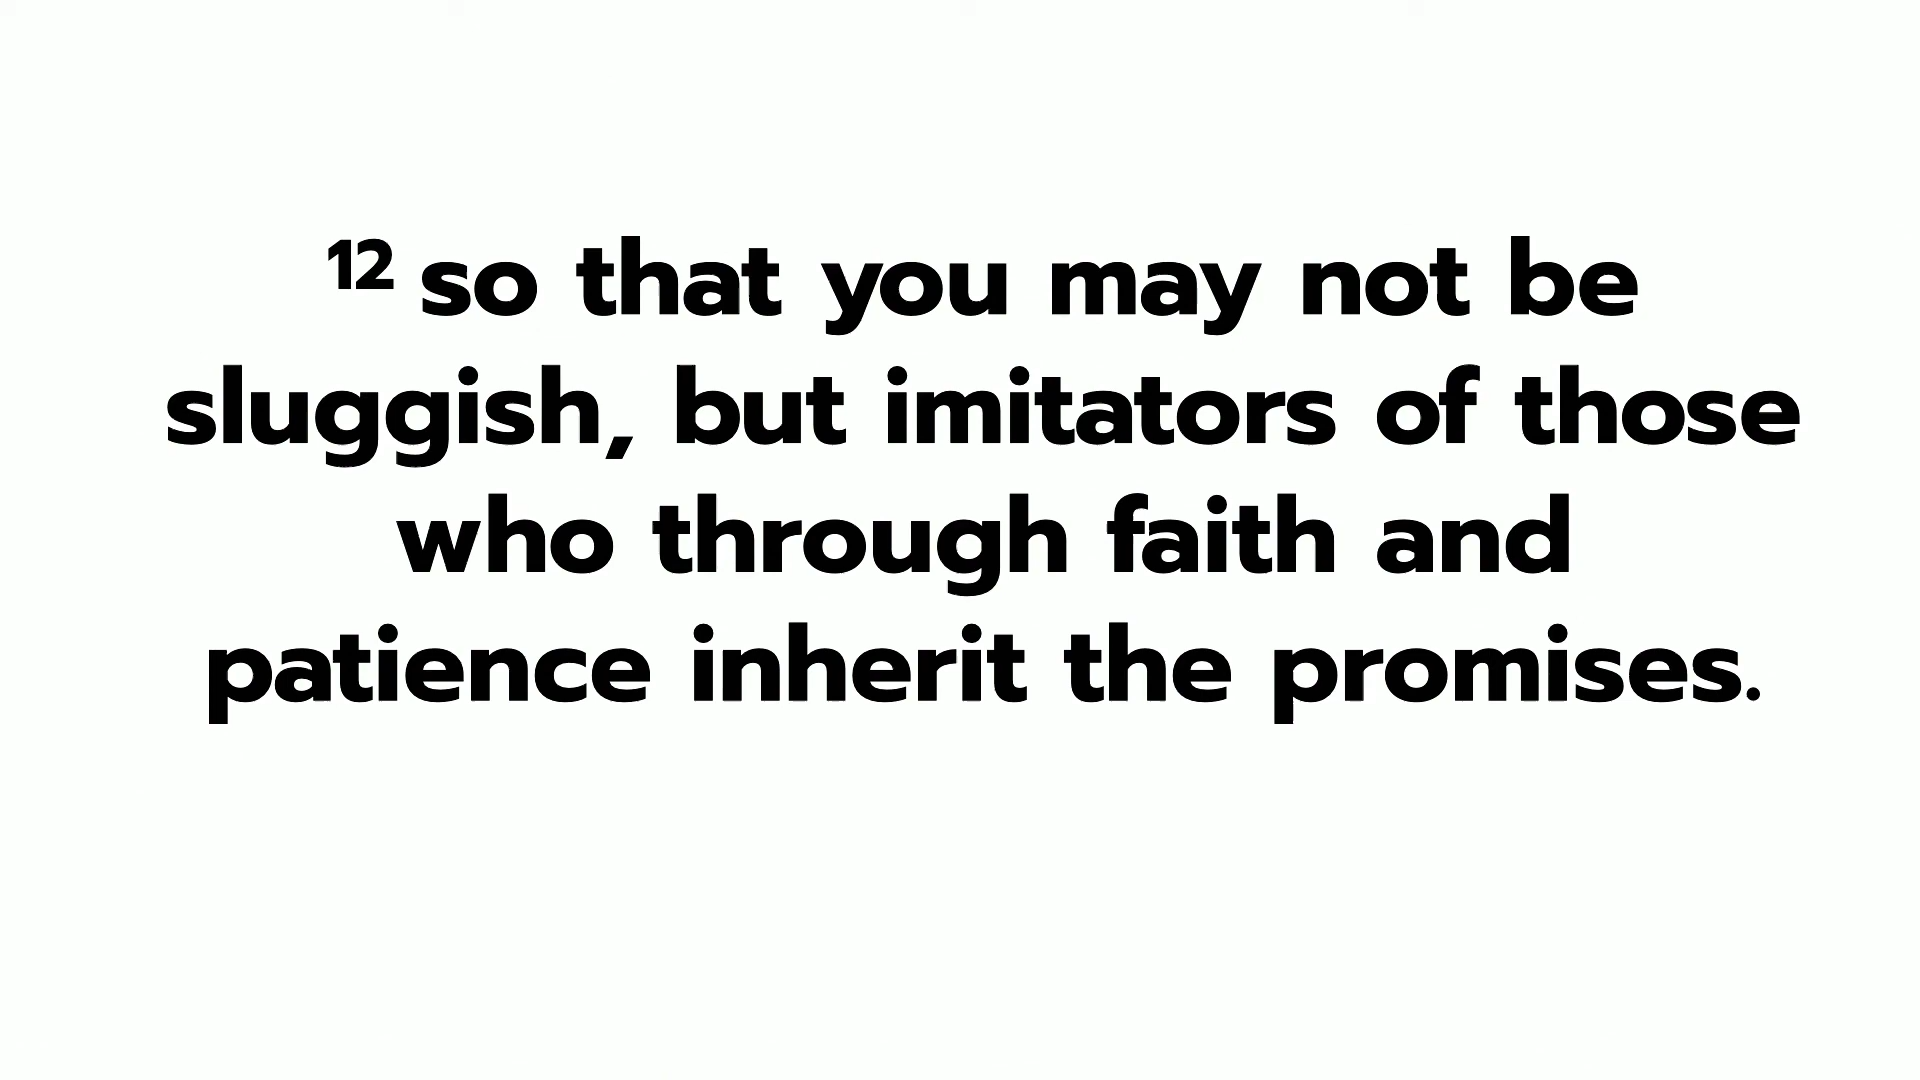 ¹² so that you may not be
sluggish, but imitators of those
who through faith and
patience inherit the promises.